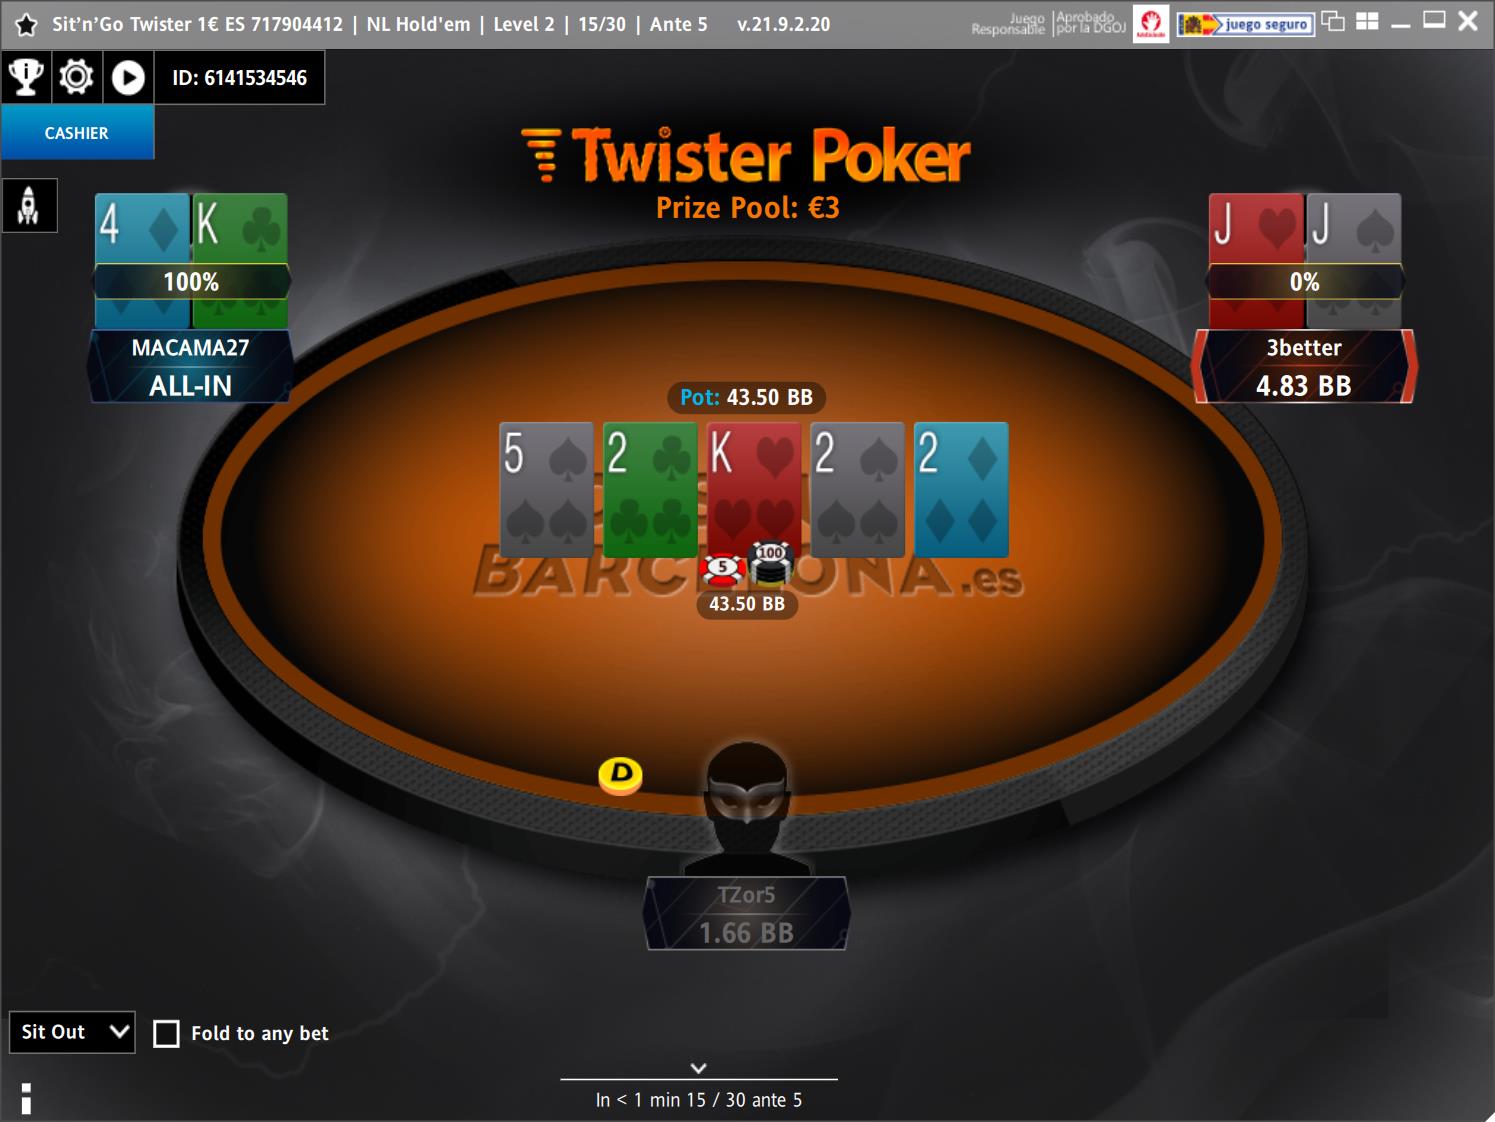 Sit'n'Go Twister 1€ ES 717904412 | NL Hold'em | Level 2 | 15/30 | Ante 5 v.21.9.2.20
Juego Responsable
Aprobado por la DGOJ
juego seguro
ID: 6141534546
CASHIER
Twister Poker
Prize Pool: €3
4 K
J J
100%
0%
MACAMA27
ALL-IN
3better
4.83 BB
Pot: 43.50 BB
5 2 K 2 2
5 100
BARCELONA.es
43.50 BB
D
TZor5
1.66 BB
Sit Out
Fold to any bet
In < 1 min 15 / 30 ante 5